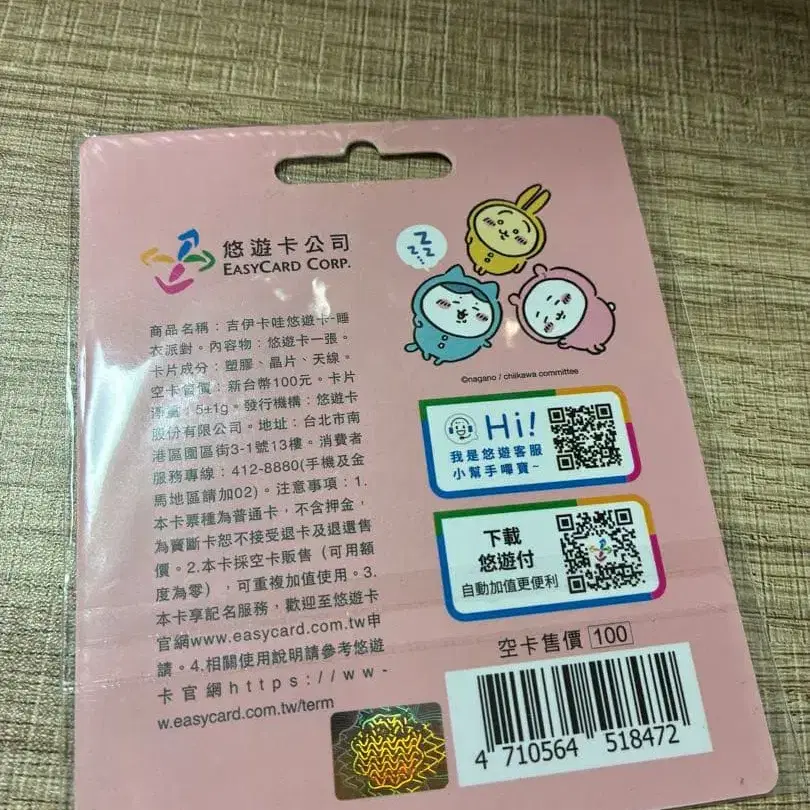 悠遊卡公司
EASYCARD CORP.
商品名稱：吉伊卡哇悠遊卡-睡
衣派對。內容物：悠遊卡一張。
卡片成分：塑膠、晶片、天線。
空卡售價：新台幣100元。卡片
重量：5±1g。發行機構：悠遊卡
股份有限公司。地址：台北市南
港區園區街3-1號13樓。消費者
服務專線：412-8880(手機及金
馬地區請加02)。注意事項：1.
本卡票種為普通卡，不含押金，
為賣斷卡恕不接受退卡及退還售
價。2.本卡採空卡販售（可用額
度為零），可重複加值使用。3.
本卡享記名服務，歡迎至悠遊卡
官網www.easycard.com.tw申
請。4.相關使用說明請參考悠遊
卡官網https://ww-
w.easycard.com.tw/term
z z z...
©nagano / chiikawa committee
Hi!
我是悠遊客服
小幫手嗶寶~
下載
悠遊付
自動加值更便利
空卡售價 100
4 710564 518472